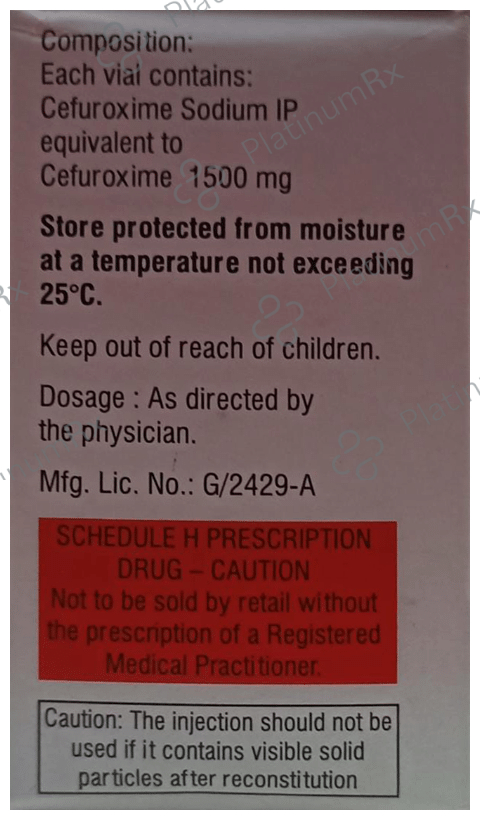 Composition:
Each vial contains:
Cefuroxime Sodium IP
equivalent to
Cefuroxime 1500 mg
Store protected from moisture
at a temperature not exceeding
25°C.
Keep out of reach of children.
Dosage : As directed by
the physician.
Mfg. Lic. No.: G/2429-A
SCHEDULE H PRESCRIPTION
DRUG – CAUTION
Not to be sold by retail without
the prescription of a Registered
Medical Practitioner.
Caution: The injection should not be
used if it contains visible solid
particles after reconstitution
PlatinumRx
PlatinumRx